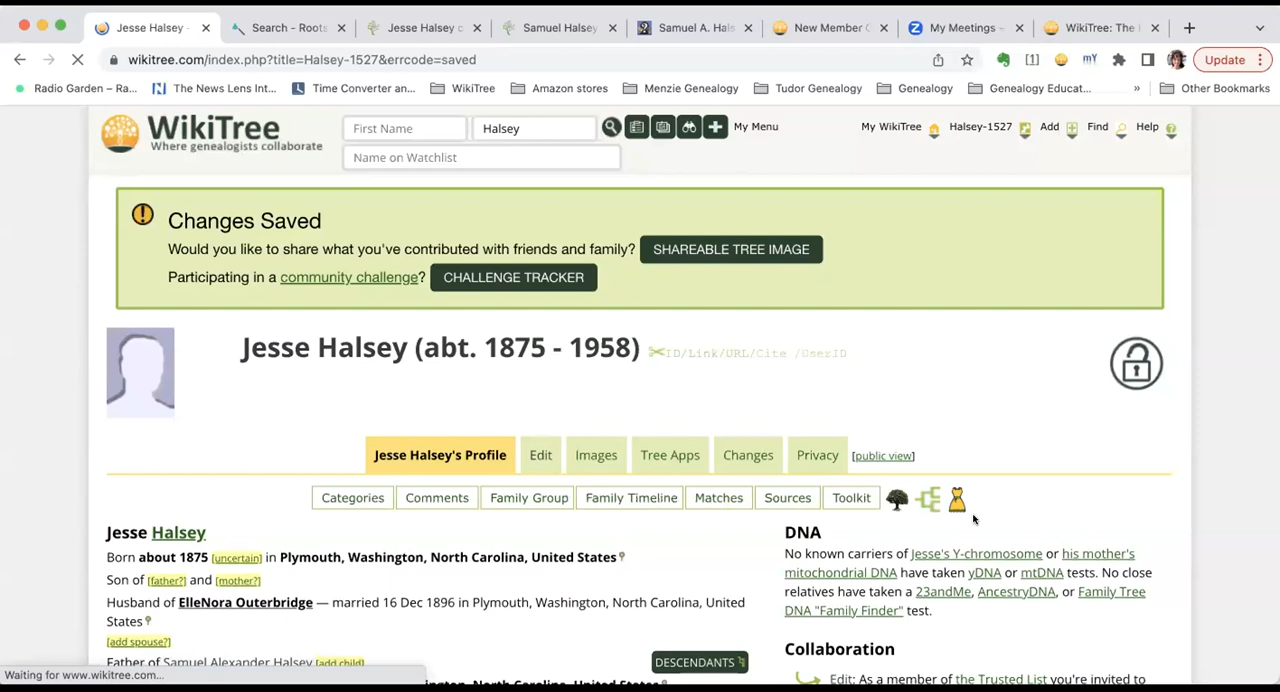 Jesse Halsey -
Search - Roots
Jesse Halsey o
Samuel Halsey
Samuel A. Hals
New Member
My Meetings -
WikiTree: The
wikitree.com/index.php?title=Halsey-1527&errcode=saved
Update
Radio Garden – Ra...
The News Lens Int...
Time Converter an...
WikiTree
Amazon stores
Menzie Genealogy
Tudor Genealogy
Genealogy
Genealogy Educat...
»
Other Bookmarks
WikiTree
Where genealogists collaborate
First Name
Halsey
My Menu
My WikiTree
Halsey-1527
Add
Find
Help
Name on Watchlist
Changes Saved
Would you like to share what you've contributed with friends and family? SHAREABLE TREE IMAGE
Participating in a community challenge? CHALLENGE TRACKER
Jesse Halsey (abt. 1875 - 1958) ID/Link/URL/Cite /UserID
Jesse Halsey's Profile
Edit
Images
Tree Apps
Changes
Privacy
[public view]
Categories
Comments
Family Group
Family Timeline
Matches
Sources
Toolkit
Jesse Halsey
Born about 1875 [uncertain] in Plymouth, Washington, North Carolina, United States
Son of [father?] and [mother?]
Husband of ElleNora Outerbridge — married 16 Dec 1896 in Plymouth, Washington, North Carolina, United
States
[add spouse?]
DESCENDANTS
Father of Samuel Alexander Halsey [add child]
ington, North Carolina, United States
DNA
No known carriers of Jesse's Y-chromosome or his mother's
mitochondrial DNA have taken yDNA or mtDNA tests. No close
relatives have taken a 23andMe, AncestryDNA, or Family Tree
DNA "Family Finder" test.
Collaboration
Edit: As a member of the Trusted List you're invited to
Waiting for www.wikitree.com...